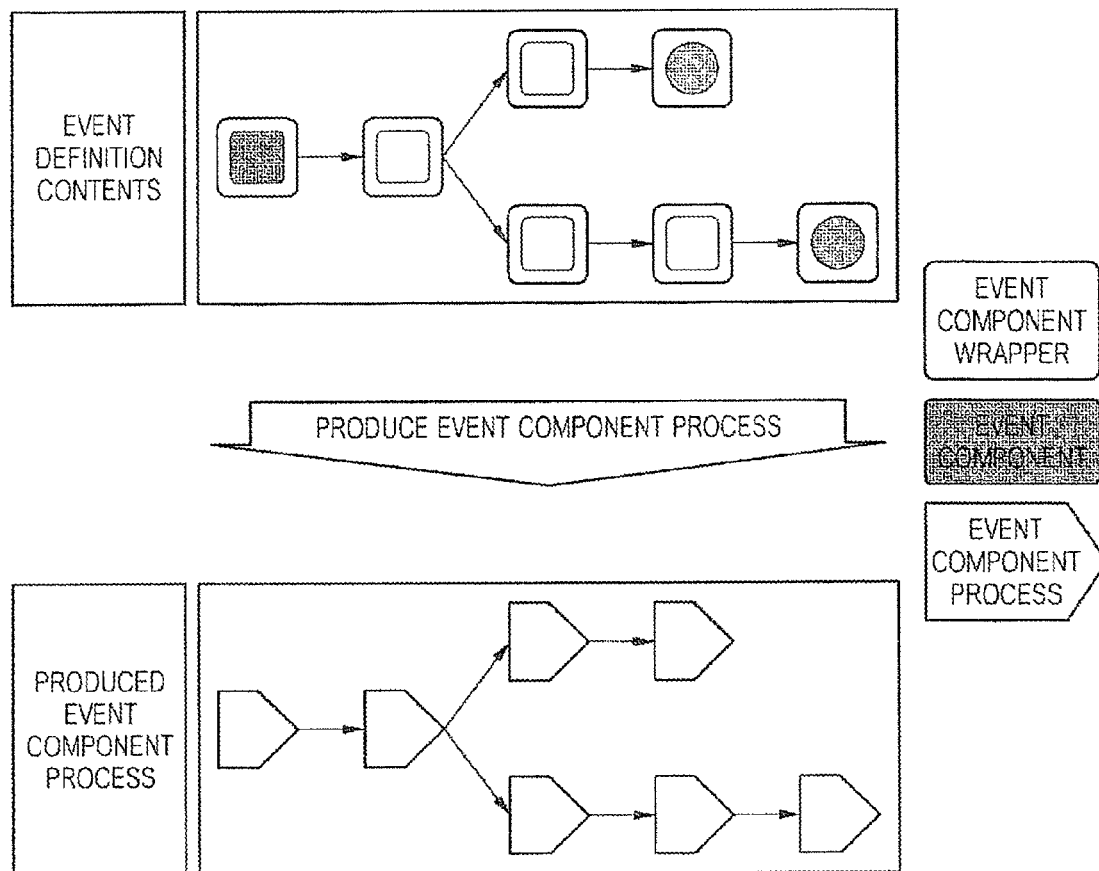 EVENT
DEFINITION
CONTENTS
EVENT
COMPONENT
WRAPPER
PRODUCE EVENT COMPONENT PROCESS
EVENT
COMPONENT
EVENT
COMPONENT
PROCESS
PRODUCED
EVENT
COMPONENT
PROCESS